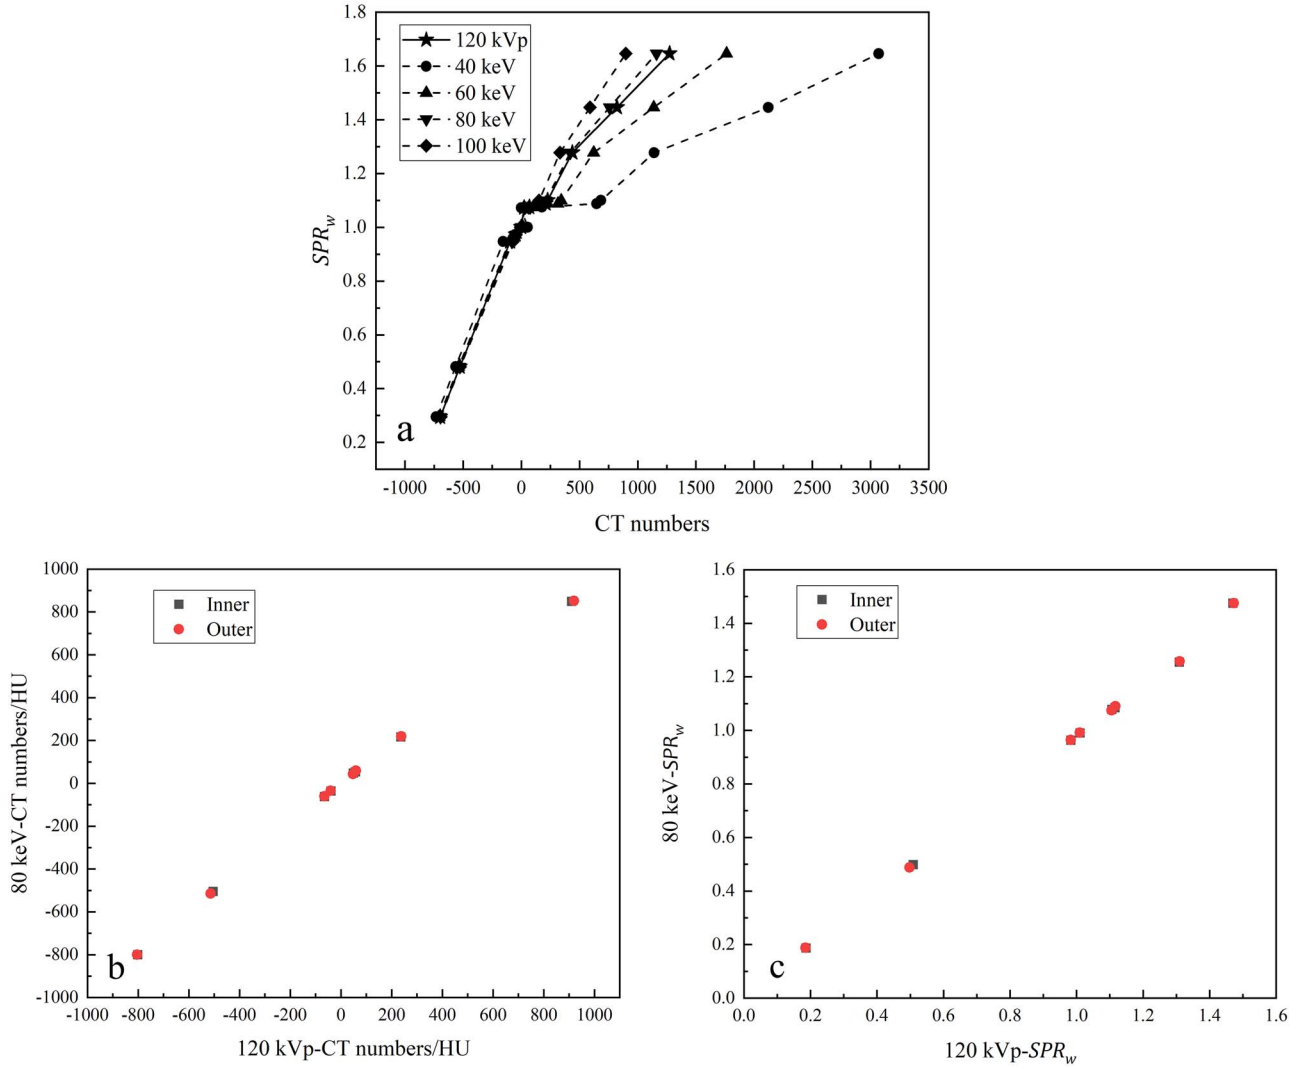 1.8
1.6
1.4
1.2
1.0
0.8
0.6
0.4
0.2
SPRw
120 kVp
40 keV
60 keV
80 keV
100 keV
a
-1000 -500 0 500 1000 1500 2000 2500 3000 3500
CT numbers
1000
800
600
400
200
0
-200
-400
-600
-800
-1000
80 keV-CT numbers/HU
Inner
Outer
b
-1000 -800 -600 -400 -200 0 200 400 600 800 1000
120 kVp-CT numbers/HU
1.6
1.4
1.2
1.0
0.8
0.6
0.4
0.2
0.0
80 keV-SPRw
Inner
Outer
c
0.0 0.2 0.4 0.6 0.8 1.0 1.2 1.4 1.6
120 kVp-SPRw